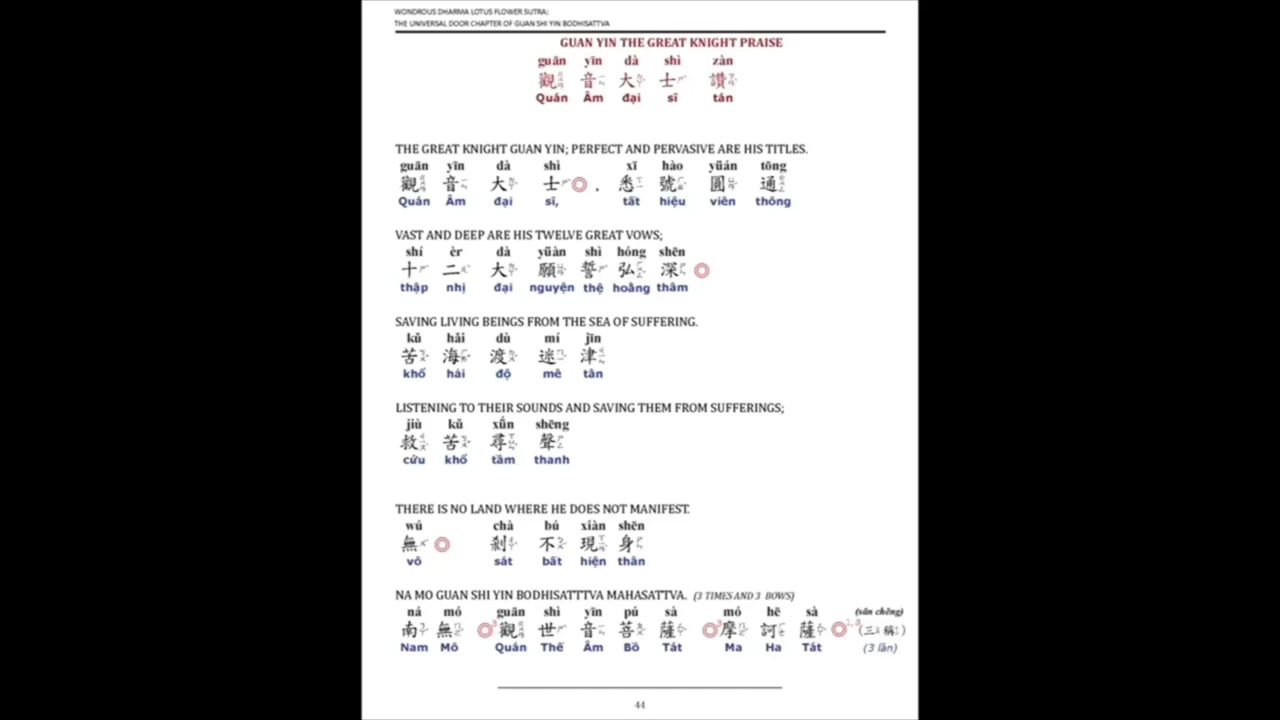 WONDROUS DHARMA LOTUS FLOWER SUTRA:
THE UNIVERSAL DOOR CHAPTER OF GUAN SHI YIN BODHISATTVA
GUAN YIN THE GREAT KNIGHT PRAISE
guān yīn dà shì zàn
觀 音 大 士 讚
Quán Âm đại sĩ tán
THE GREAT KNIGHT GUAN YIN; PERFECT AND PERVASIVE ARE HIS TITLES.
guān yīn dà shì xī hào yüán tōng
觀 音 大 士 , 悉 號 圓 通
Quán Âm đại sĩ, tất hiệu viên thông
VAST AND DEEP ARE HIS TWELVE GREAT VOWS;
shí èr dà yüàn shì hóng shēn
十 二 大 願 誓 弘 深
thập nhị đại nguyện thệ hoằng thâm
SAVING LIVING BEINGS FROM THE SEA OF SUFFERING.
kǔ hǎi dù mí jīn
苦 海 渡 迷 津
khổ hải độ mê tân
LISTENING TO THEIR SOUNDS AND SAVING THEM FROM SUFFERINGS;
jiù kǔ xǘn shēng
救 苦 尋 聲
cứu khổ tầm thanh
THERE IS NO LAND WHERE HE DOES NOT MANIFEST.
wú chà bú xiàn shēn
無 剎 不 現 身
vô sát bất hiện thân
NA MO GUAN SHI YIN BODHISATTTVA MAHASATTVA. (3 TIMES AND 3 BOWS)
ná mó guān shì yīn pú sà mó hē sà (sān chēng)
南 無 觀 世 音 菩 薩 摩 訶 薩 (三 稱)
Nam Mô Quán Thế Âm Bồ Tát Ma Ha Tát (3 lần)
44